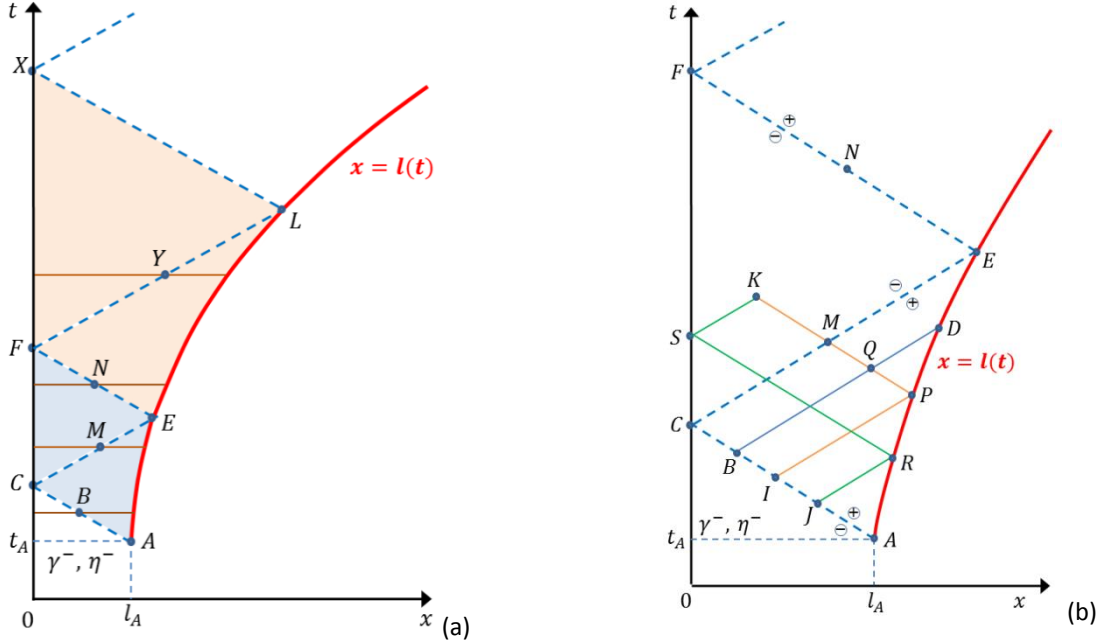 t
X
x = l(t)
L
Y
F
N
E
M
C
B
t_A
A
γ⁻, η⁻
0
l_A
x
(a)
t
F
⊕
⊖
N
E
⊖
⊕
K
M
D
S
Q
x = l(t)
P
C
R
B
I
J
⊕
⊖
t_A
A
γ⁻, η⁻
0
l_A
x
(b)